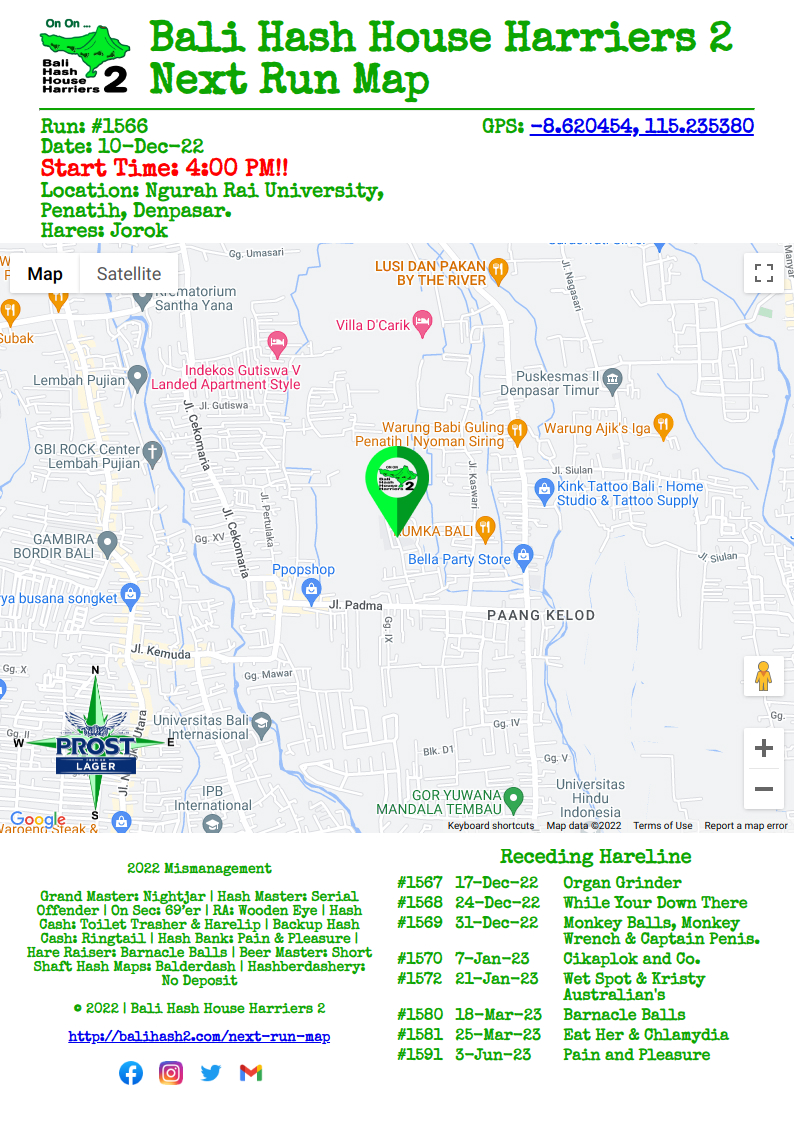 On On ...
Bali
Hash
House
Harriers 2
Bali Hash House Harriers 2
Next Run Map
Run: #1566
GPS: -8.620454, 115.235380
Date: 10-Dec-22
Start Time: 4:00 PM!!
Location: Ngurah Rai University,
Penatih, Denpasar.
Hares: Jorok
Map
Satellite
Gg. Umasari
LUSI DAN PAKAN
BY THE RIVER
Jl. Nagasari
Krematorium
Santha Yana
Subak
Villa D'Carik
Indekos Gutiswa V
Landed Apartment Style
Lembah Pujian
Puskesmas II
Denpasar Timur
Jl. Gutiswa
Jl. Cekomaria
Warung Babi Guling
Penatih I Nyoman Siring
Warung Ajik's Iga
GBI ROCK Center
Lembah Pujian
Jl. Kaswari
Jl. Siulan
Kink Tattoo Bali - Home
Studio & Tattoo Supply
ON ON
Bali
Hash
House
Harriers 2
Jl. Pertulaka
Jl. Cekomaria
GAMBIRA
BORDIR BALI
Gg. XV
UMKA BALI
Bella Party Store
Jl. Siulan
Ppopshop
rya busana songket
Jl. Padma
PAANG KELOD
Gg. IX
Jl. Kemuda
Gg. X
Gg. Mawar
N
W
E
S
PROST
LAGER
Utara
Universitas Bali
Internasional
Gg. IV
Gg.
Blk. D1
IPB
International
GOR YUWANA
MANDALA TEMBAU
Universitas
Hindu
Indonesia
Google
Waroeng Steak &
Keyboard shortcuts
Map data ©2022
Terms of Use
Report a map error
2022 Mismanagement
Grand Master: Nightjar | Hash Master: Serial
Offender | On Sec: 69'er | RA: Wooden Eye | Hash
Cash: Toilet Trasher & Harelip | Backup Hash
Cash: Ringtail | Hash Bank: Pain & Pleasure |
Hare Raiser: Barnacle Balls | Beer Master: Short
Shaft Hash Maps: Balderdash | Hashberdashery:
No Deposit
© 2022 | Bali Hash House Harriers 2
http://balihash2.com/next-run-map
Receding Hareline
#1567 17-Dec-22 Organ Grinder
#1568 24-Dec-22 While Your Down There
#1569 31-Dec-22 Monkey Balls, Monkey
Wrench & Captain Penis.
#1570 7-Jan-23 Cikaplok and Co.
#1572 21-Jan-23 Wet Spot & Kristy
Australian's
#1580 18-Mar-23 Barnacle Balls
#1581 25-Mar-23 Eat Her & Chlamydia
#1591 3-Jun-23 Pain and Pleasure